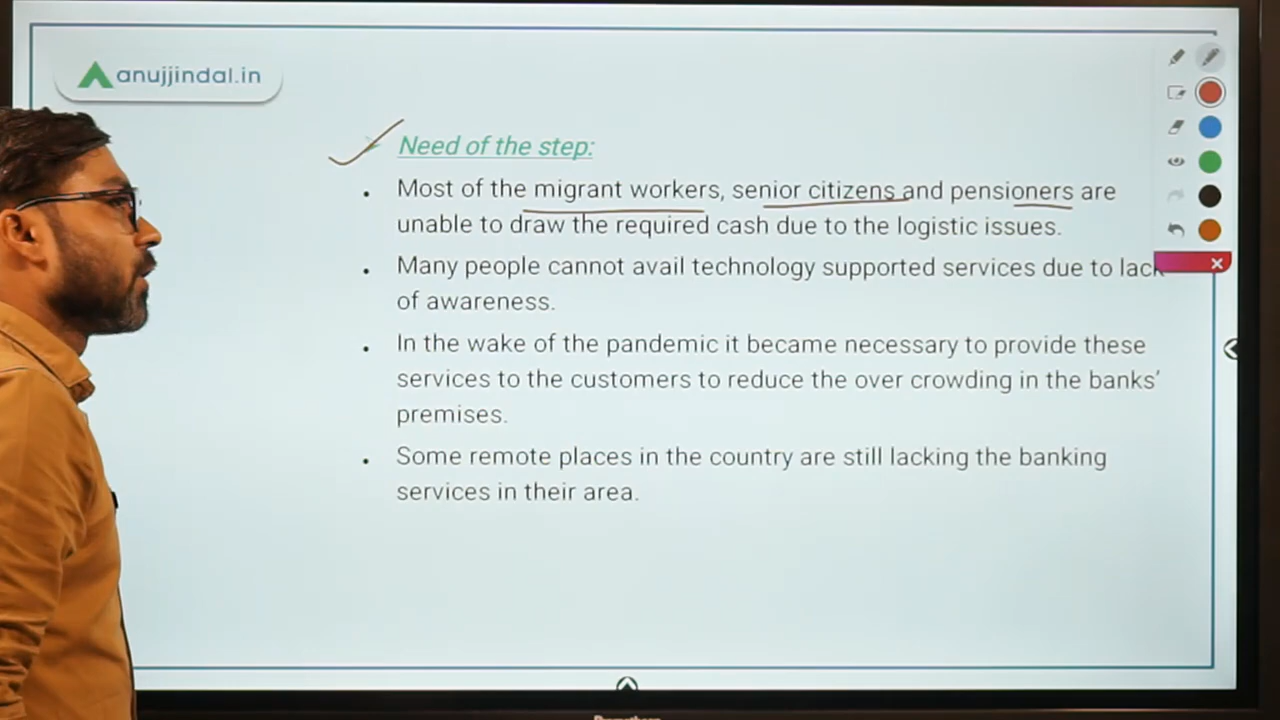 anujjindal.in
Need of the step:
• Most of the migrant workers, senior citizens and pensioners are
unable to draw the required cash due to the logistic issues.
• Many people cannot avail technology supported services due to lack
of awareness.
• In the wake of the pandemic it became necessary to provide these
services to the customers to reduce the over crowding in the banks’
premises.
• Some remote places in the country are still lacking the banking
services in their area.